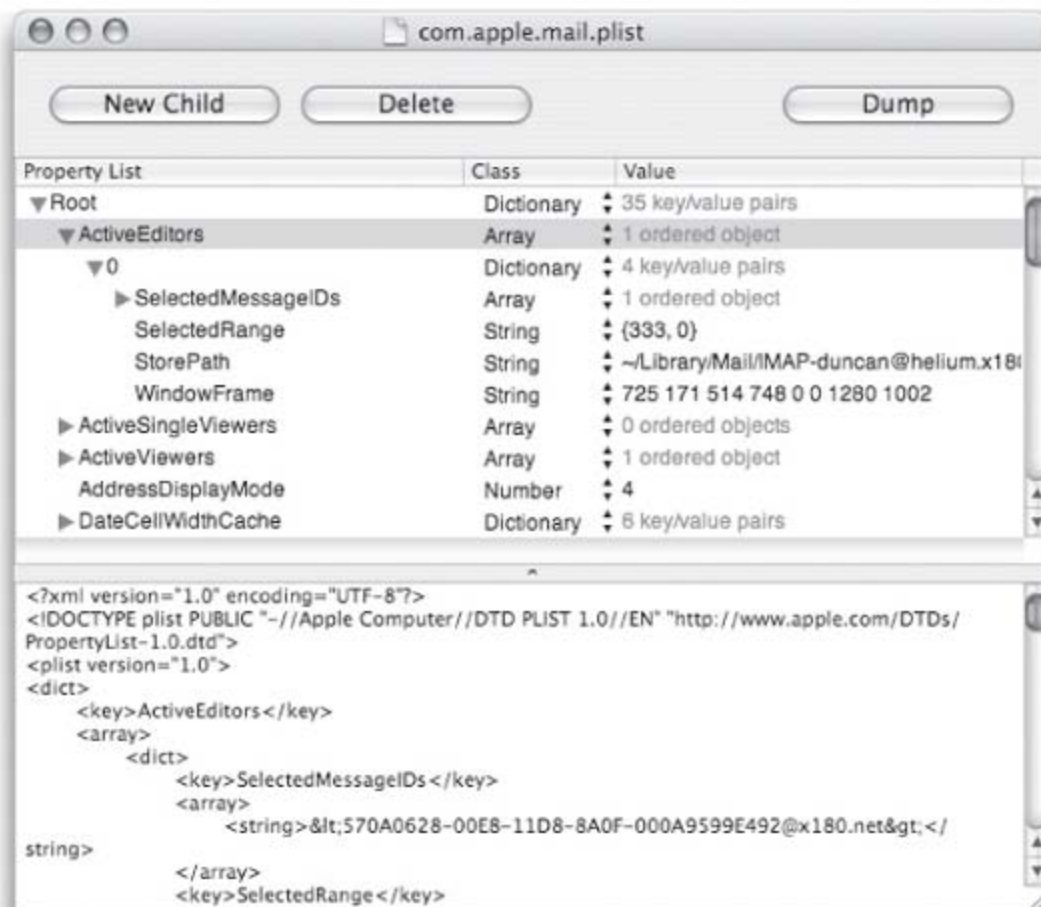 com.apple.mail.plist
New Child Delete Dump
Property List Class Value
Root Dictionary 35 key/value pairs
ActiveEditors Array 1 ordered object
0 Dictionary 4 key/value pairs
SelectedMessageIDs Array 1 ordered object
SelectedRange String {333, 0}
StorePath String ~/Library/Mail/IMAP-duncan@helium.x180
WindowFrame String 725 171 514 748 0 0 1280 1002
ActiveSingleViewers Array 0 ordered objects
ActiveViewers Array 1 ordered object
AddressDisplayMode Number 4
DateCellWidthCache Dictionary 6 key/value pairs
<?xml version="1.0" encoding="UTF-8"?>
<!DOCTYPE plist PUBLIC "-//Apple Computer//DTD PLIST 1.0//EN" "http://www.apple.com/DTDs/
PropertyList-1.0.dtd">
<plist version="1.0">
<dict>
<key>ActiveEditors</key>
<array>
<dict>
<key>SelectedMessageIDs</key>
<array>
<string>&lt;570A0628-00E8-11D8-8A0F-000A9599E492@x180.net&gt;</
string>
</array>
<key>SelectedRange</key>